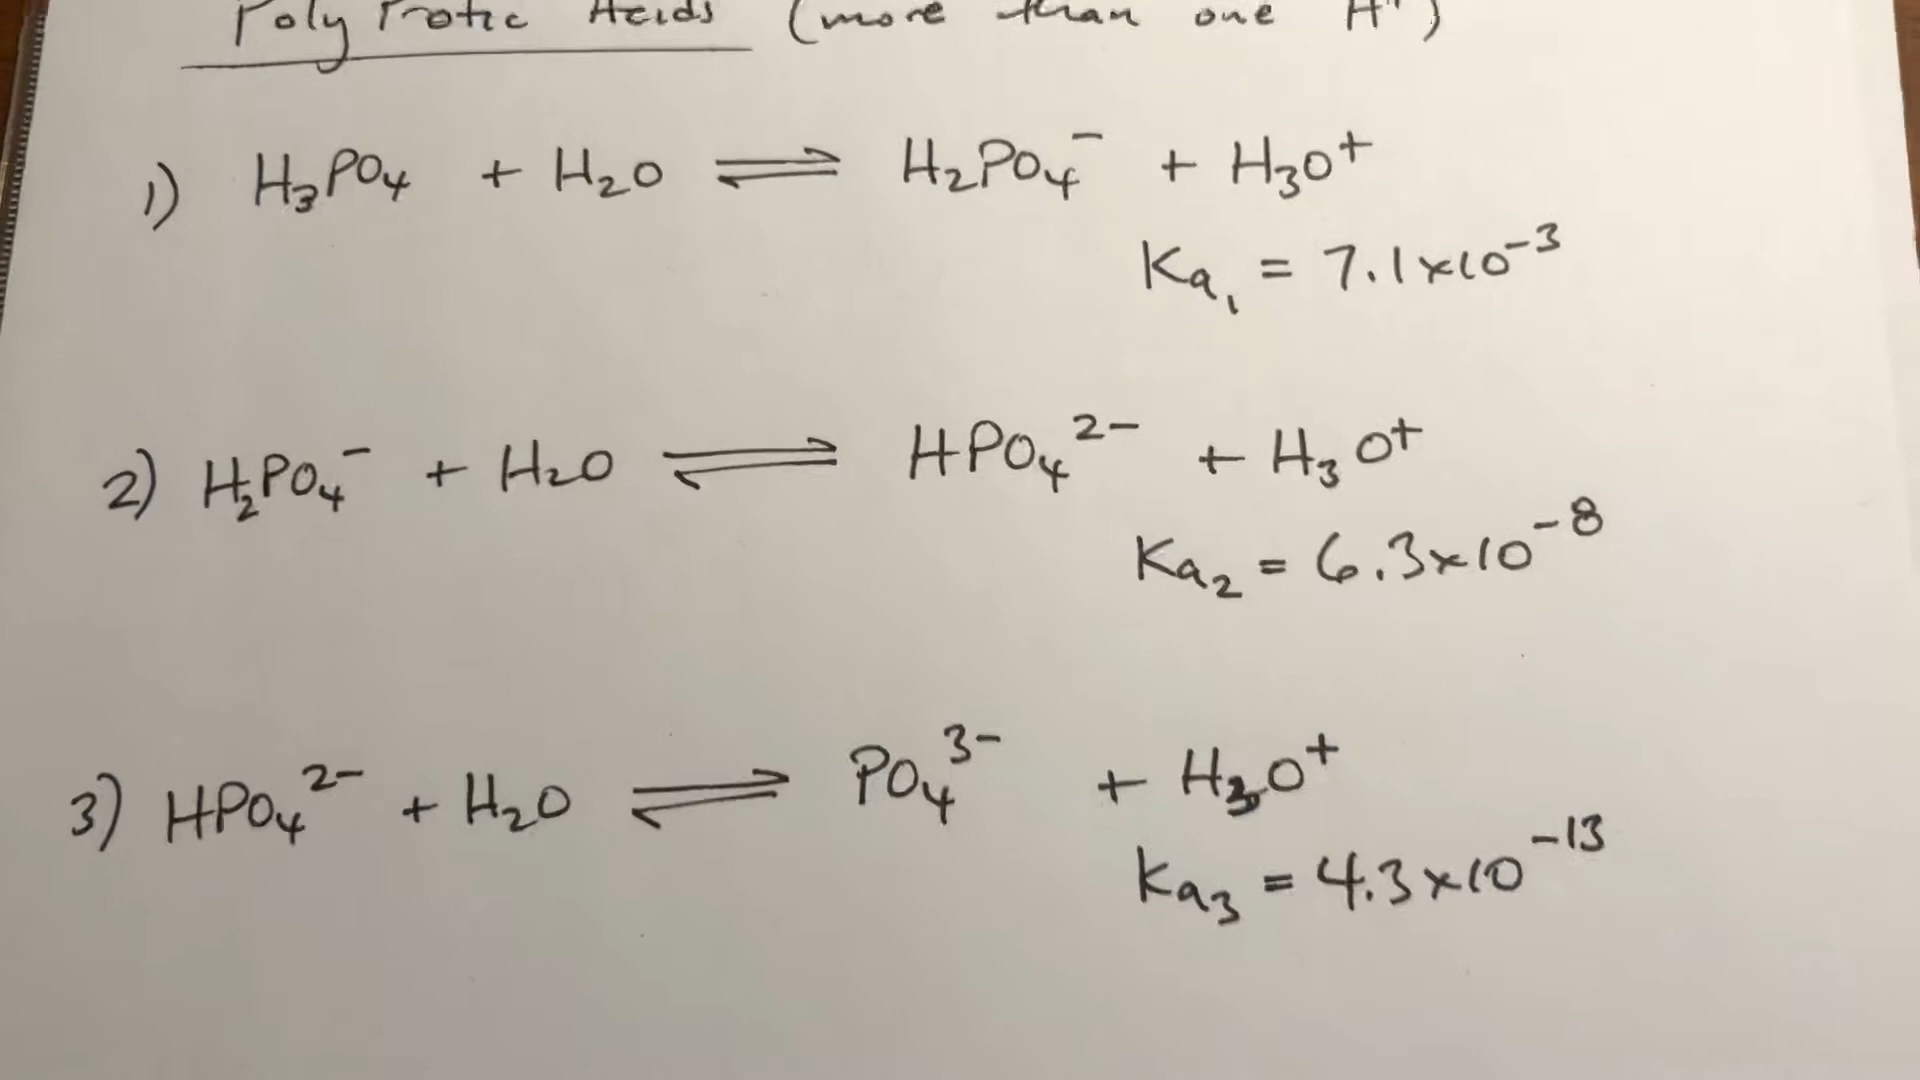 Poly Protic Acids (more than one H⁺)
1) H₃PO₄ + H₂O ⇌ H₂PO₄⁻ + H₃O⁺
Ka₁ = 7.1×10⁻³
2) H₂PO₄⁻ + H₂O ⇌ HPO₄²⁻ + H₃O⁺
Ka₂ = 6.3×10⁻⁸
3) HPO₄²⁻ + H₂O ⇌ PO₄³⁻ + H₃O⁺
Ka₃ = 4.3×10⁻¹³